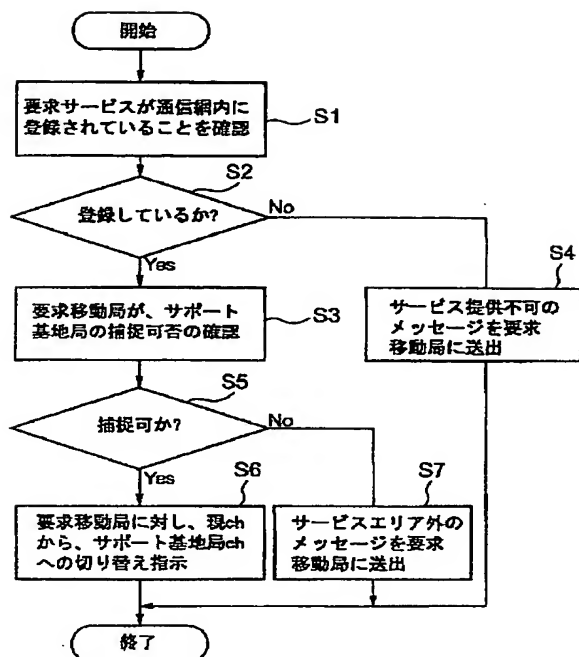 開始
要求サービスが通信網内に
登録されていることを確認
S1
S2
登録しているか?
No
Yes
要求移動局が、サポート
基地局の捕捉可否の確認
S3
S4
サービス提供不可の
メッセージを要求
移動局に送出
S5
捕捉可か?
No
Yes
S6
要求移動局に対し、現ch
から、サポート基地局ch
への切り替え指示
S7
サービスエリア外の
メッセージを要求
移動局に送出
終了